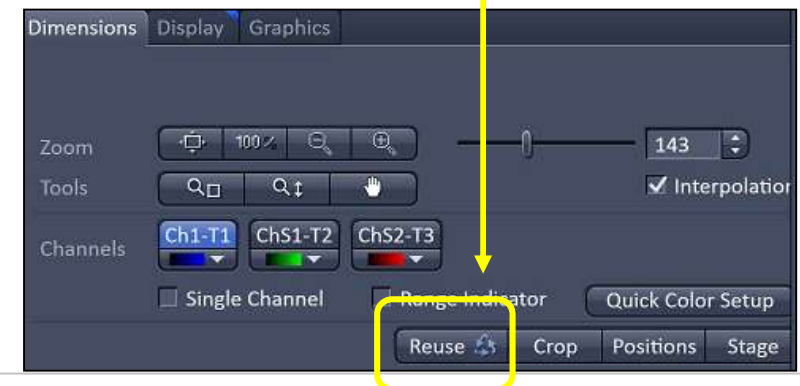 Dimensions Display Graphics
Zoom 100% 143
Tools Interpolation
Channels Ch1-T1 ChS1-T2 ChS2-T3
Single Channel Range Indicator Quick Color Setup
Reuse Crop Positions Stage